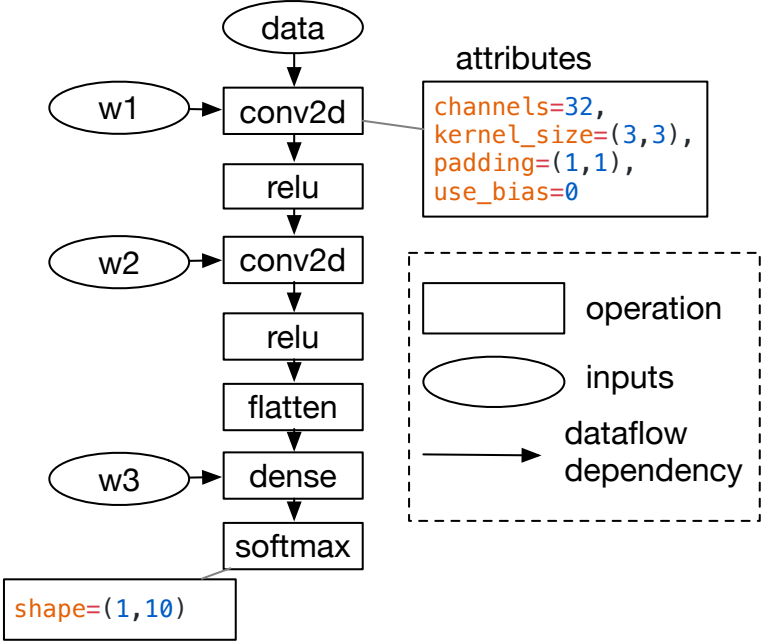 data
attributes
w1
conv2d
channels=32,
kernel_size=(3,3),
padding=(1,1),
use_bias=0
relu
w2
conv2d
operation
relu
inputs
flatten
dataflow
dependency
w3
dense
softmax
shape=(1,10)